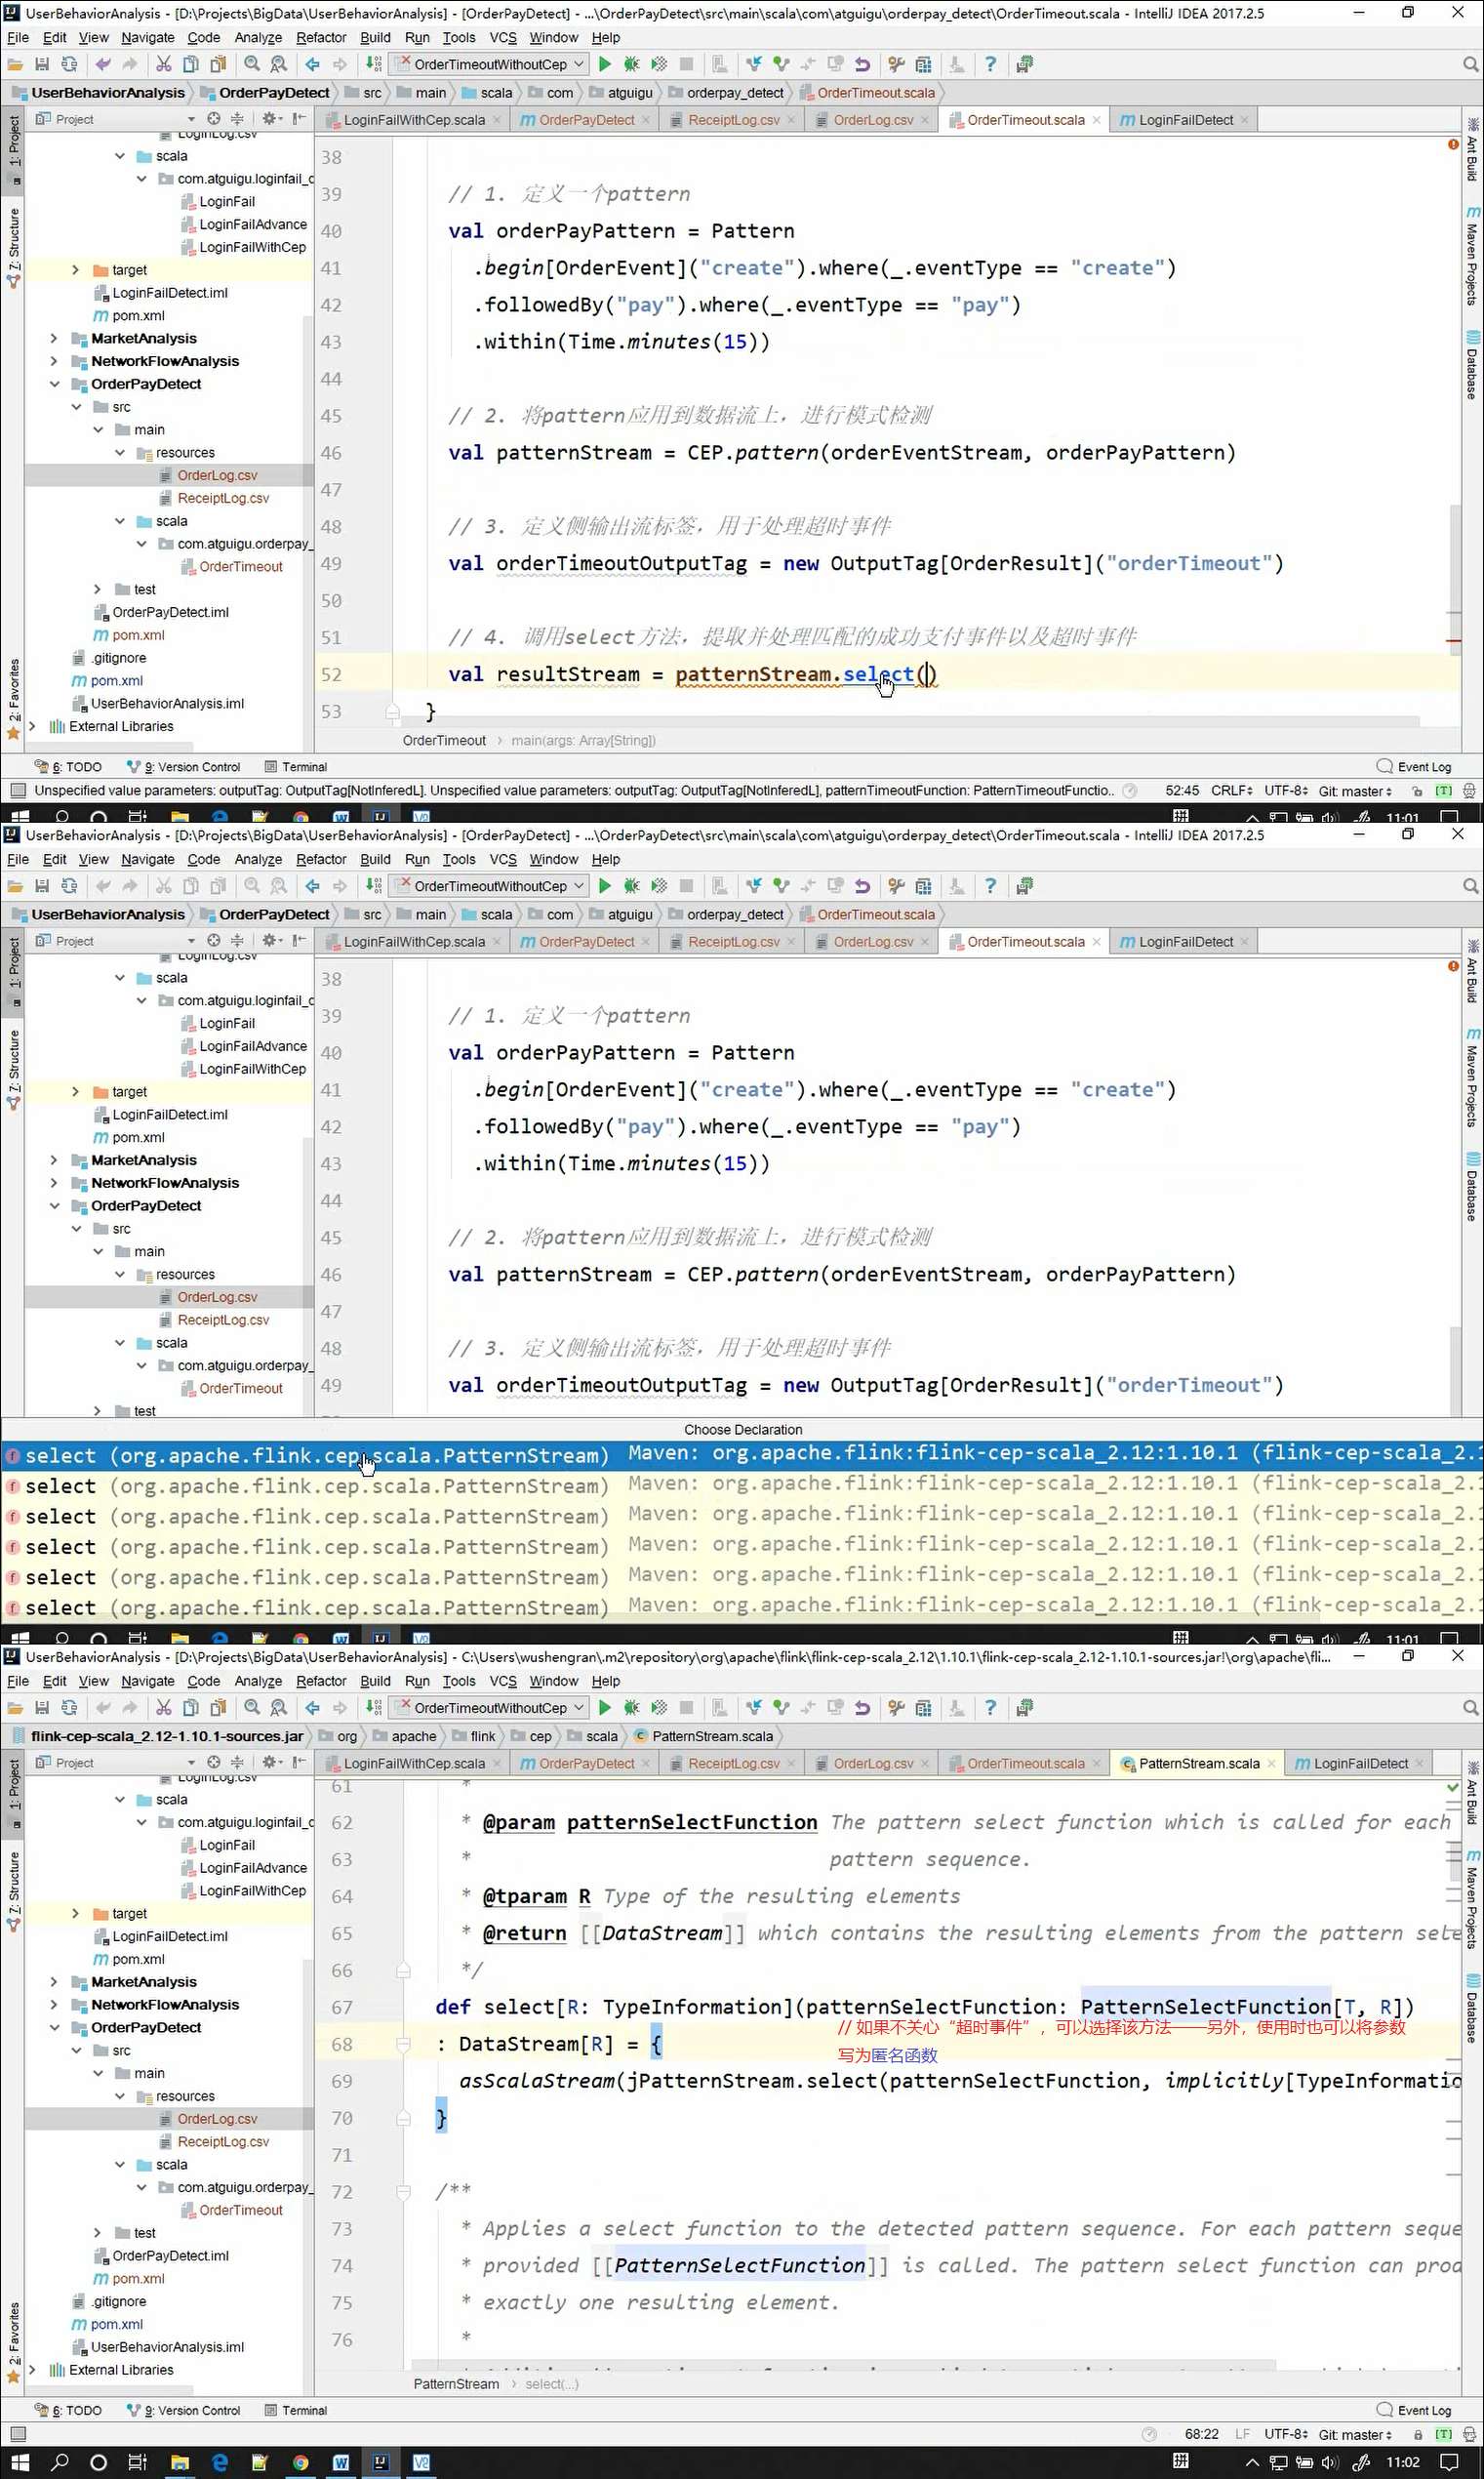 UserBehaviorAnalysis - [D:\Projects\BigData\UserBehaviorAnalysis] - [OrderPayDetect] - ...\OrderPayDetect\src\main\scala\com\atguigu\orderpay_detect\OrderTimeout.scala - IntelliJ IDEA 2017.2.5
File Edit View Navigate Code Analyze Refactor Build Run Tools VCS Window Help
OrderTimeoutWithoutCep
UserBehaviorAnalysis OrderPayDetect src main scala com atguigu orderpay_detect OrderTimeout.scala
Project LoginFailWithCep.scala OrderPayDetect ReceiptLog.csv OrderLog.csv OrderTimeout.scala LoginFailDetect
1: Project
7: Structure
2: Favorites
Ant Build
Maven Projects
Database
LoginLog.csv
scala
com.atguigu.loginfail_c
LoginFail
LoginFailAdvance
LoginFailWithCep
target
LoginFailDetect.iml
pom.xml
MarketAnalysis
NetworkFlowAnalysis
OrderPayDetect
src
main
resources
OrderLog.csv
ReceiptLog.csv
scala
com.atguigu.orderpay_
OrderTimeout
test
OrderPayDetect.iml
pom.xml
.gitignore
pom.xml
UserBehaviorAnalysis.iml
External Libraries
38
39 // 1. 定义一个pattern
40 val orderPayPattern = Pattern
41 .begin[OrderEvent]("create").where(_.eventType == "create")
42 .followedBy("pay").where(_.eventType == "pay")
43 .within(Time.minutes(15))
44
45 // 2. 将pattern应用到数据流上，进行模式检测
46 val patternStream = CEP.pattern(orderEventStream, orderPayPattern)
47
48 // 3. 定义侧输出流标签，用于处理超时事件
49 val orderTimeoutOutputTag = new OutputTag[OrderResult]("orderTimeout")
50
51 // 4. 调用select方法，提取并处理匹配的成功支付事件以及超时事件
52 val resultStream = patternStream.select()
53 }
OrderTimeout main(args: Array[String])
6: TODO 9: Version Control Terminal Event Log
Unspecified value parameters: outputTag: OutputTag[NotInferedL]. Unspecified value parameters: outputTag: OutputTag[NotInferedL], patternTimeoutFunction: PatternTimeoutFunctio.. 52:45 CRLF UTF-8 Git: master [T]
11:01
UserBehaviorAnalysis - [D:\Projects\BigData\UserBehaviorAnalysis] - [OrderPayDetect] - ...\OrderPayDetect\src\main\scala\com\atguigu\orderpay_detect\OrderTimeout.scala - IntelliJ IDEA 2017.2.5
File Edit View Navigate Code Analyze Refactor Build Run Tools VCS Window Help
OrderTimeoutWithoutCep
UserBehaviorAnalysis OrderPayDetect src main scala com atguigu orderpay_detect OrderTimeout.scala
Project LoginFailWithCep.scala OrderPayDetect ReceiptLog.csv OrderLog.csv OrderTimeout.scala LoginFailDetect
1: Project
7: Structure
Ant Build
Maven Projects
Database
LoginLog.csv
scala
com.atguigu.loginfail_c
LoginFail
LoginFailAdvance
LoginFailWithCep
target
LoginFailDetect.iml
pom.xml
MarketAnalysis
NetworkFlowAnalysis
OrderPayDetect
src
main
resources
OrderLog.csv
ReceiptLog.csv
scala
com.atguigu.orderpay_
OrderTimeout
test
38
39 // 1. 定义一个pattern
40 val orderPayPattern = Pattern
41 .begin[OrderEvent]("create").where(_.eventType == "create")
42 .followedBy("pay").where(_.eventType == "pay")
43 .within(Time.minutes(15))
44
45 // 2. 将pattern应用到数据流上，进行模式检测
46 val patternStream = CEP.pattern(orderEventStream, orderPayPattern)
47
48 // 3. 定义侧输出流标签，用于处理超时事件
49 val orderTimeoutOutputTag = new OutputTag[OrderResult]("orderTimeout")
Choose Declaration
select (org.apache.flink.cep.scala.PatternStream) Maven: org.apache.flink:flink-cep-scala_2.12:1.10.1 (flink-cep-scala_2.1
select (org.apache.flink.cep.scala.PatternStream) Maven: org.apache.flink:flink-cep-scala_2.12:1.10.1 (flink-cep-scala_2.1
select (org.apache.flink.cep.scala.PatternStream) Maven: org.apache.flink:flink-cep-scala_2.12:1.10.1 (flink-cep-scala_2.1
select (org.apache.flink.cep.scala.PatternStream) Maven: org.apache.flink:flink-cep-scala_2.12:1.10.1 (flink-cep-scala_2.1
select (org.apache.flink.cep.scala.PatternStream) Maven: org.apache.flink:flink-cep-scala_2.12:1.10.1 (flink-cep-scala_2.1
select (org.apache.flink.cep.scala.PatternStream) Maven: org.apache.flink:flink-cep-scala_2.12:1.10.1 (flink-cep-scala_2.1
11:01
UserBehaviorAnalysis - [D:\Projects\BigData\UserBehaviorAnalysis] - C:\Users\wushengran\.m2\repository\org\apache\flink\flink-cep-scala_2.12\1.10.1\flink-cep-scala_2.12-1.10.1-sources.jar!\org\apache\fli...
File Edit View Navigate Code Analyze Refactor Build Run Tools VCS Window Help
OrderTimeoutWithoutCep
flink-cep-scala_2.12-1.10.1-sources.jar org apache flink cep scala PatternStream.scala
Project LoginFailWithCep.scala OrderPayDetect ReceiptLog.csv OrderLog.csv OrderTimeout.scala PatternStream.scala LoginFailDetect
1: Project
7: Structure
2: Favorites
Ant Build
Maven Projects
Database
LoginLog.csv
scala
com.atguigu.loginfail_c
LoginFail
LoginFailAdvance
LoginFailWithCep
target
LoginFailDetect.iml
pom.xml
MarketAnalysis
NetworkFlowAnalysis
OrderPayDetect
src
main
resources
OrderLog.csv
ReceiptLog.csv
scala
com.atguigu.orderpay_
OrderTimeout
test
OrderPayDetect.iml
pom.xml
.gitignore
pom.xml
UserBehaviorAnalysis.iml
External Libraries
61 *
62 * @param patternSelectFunction The pattern select function which is called for each
63 * pattern sequence.
64 * @tparam R Type of the resulting elements
65 * @return [[DataStream]] which contains the resulting elements from the pattern sele
66 */
67 def select[R: TypeInformation](patternSelectFunction: PatternSelectFunction[T, R])
// 如果不关心“超时事件”，可以选择该方法——另外，使用时也可以将参数
68 : DataStream[R] = {
写为匿名函数
69 asScalaStream(jPatternStream.select(patternSelectFunction, implicitly[TypeInformatio
70 }
71
72 /**
73 * Applies a select function to the detected pattern sequence. For each pattern seque
74 * provided [[PatternSelectFunction]] is called. The pattern select function can prod
75 * exactly one resulting element.
76 *
PatternStream select(...)
6: TODO 9: Version Control Terminal Event Log
68:22 LF UTF-8 Git: master [T]
11:02